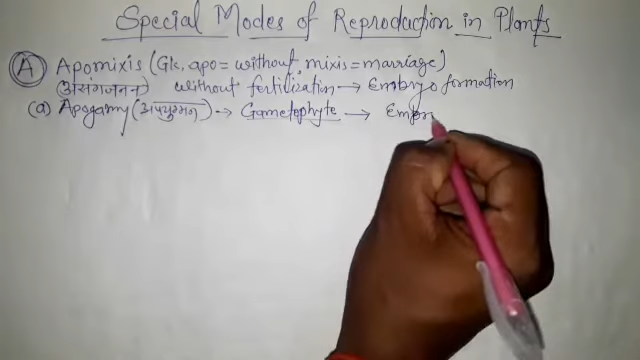 Special Modes of Reproduction in Plants
(A) Apomixis (Gk, apo = without, mixis = marriage)
(असंगजनन) without fertilization → Embryo formation
(a) Apogamy (अपयुग्मन) → Gametophyte → Embr